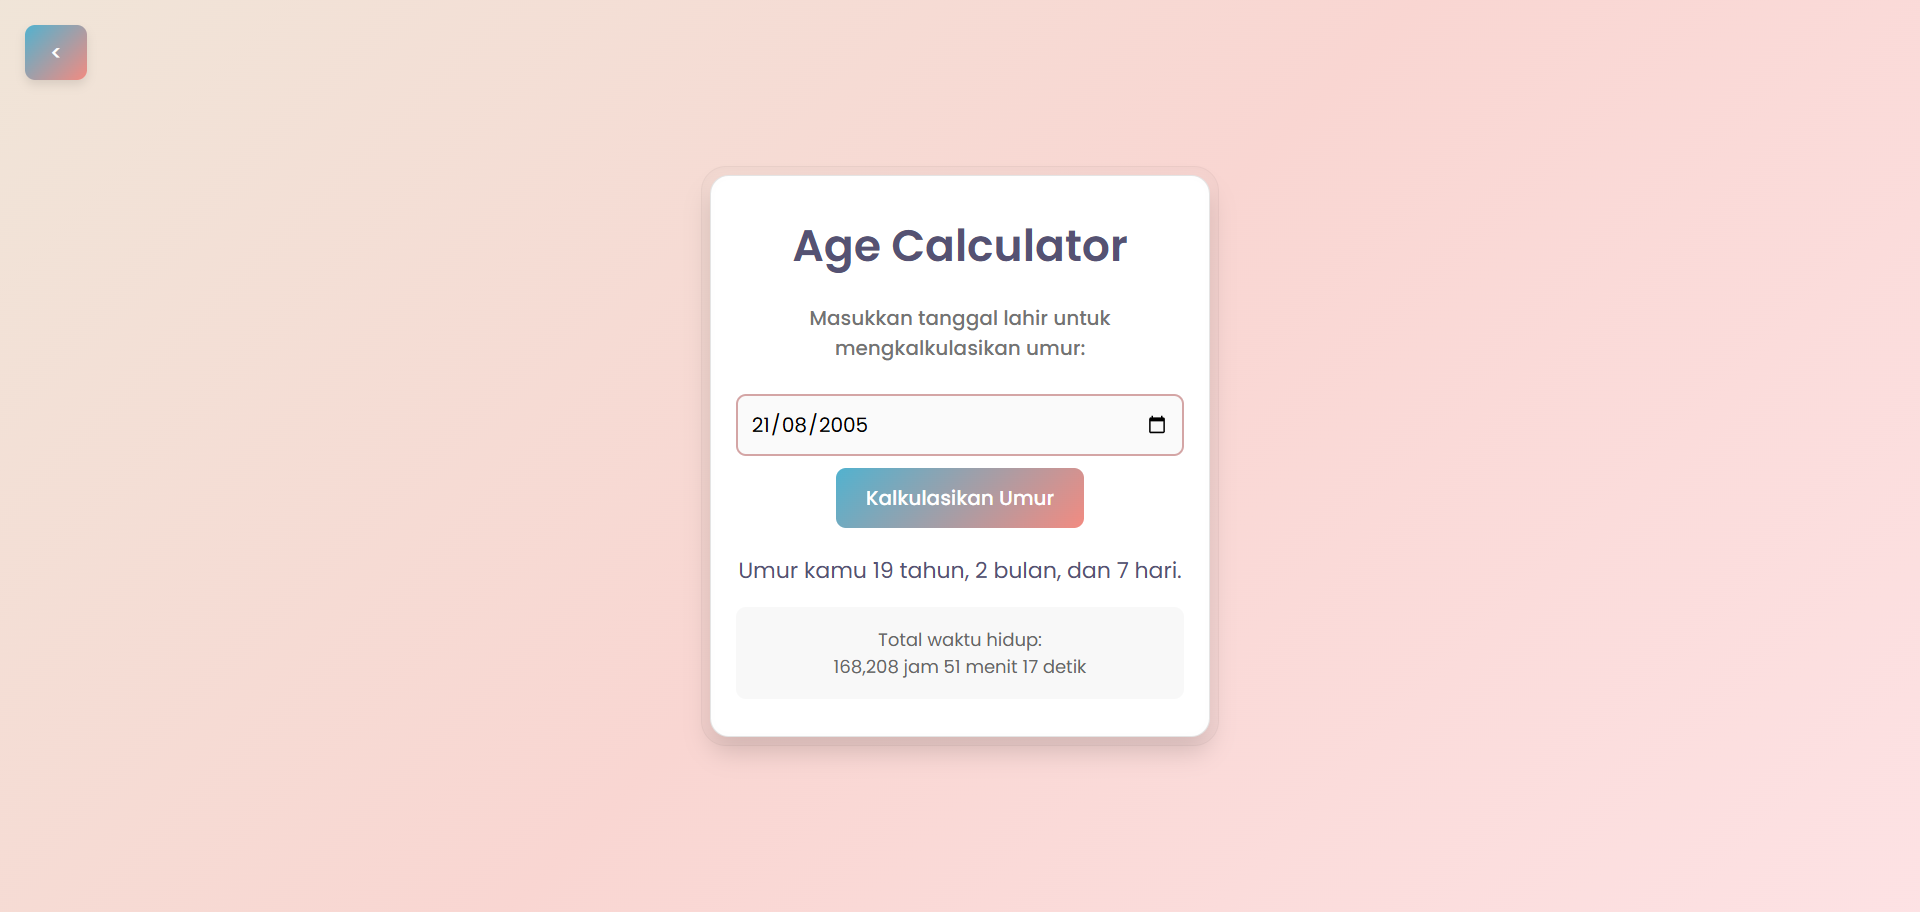 <
Age Calculator
Masukkan tanggal lahir untuk
mengkalkulasikan umur:
21/08/2005
Kalkulasikan Umur
Umur kamu 19 tahun, 2 bulan, dan 7 hari.
Total waktu hidup:
168,208 jam 51 menit 17 detik